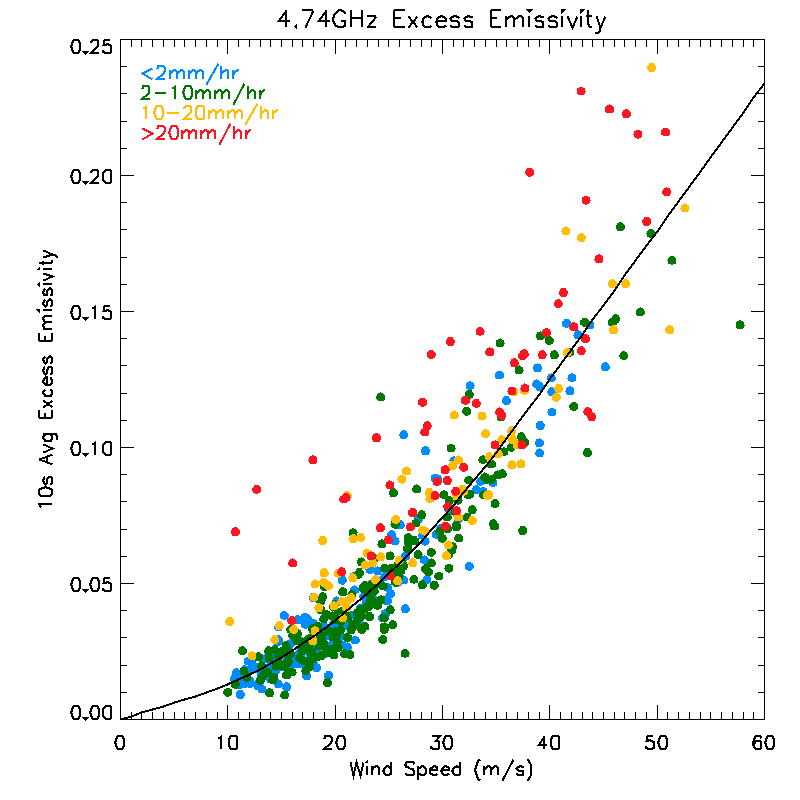 4.74GHz Excess Emissivity
0.25
<2mm/hr
2-10mm/hr
10-20mm/hr
>20mm/hr
0.20
0.15
10s Avg Excess Emissivity
0.10
0.05
0.00
0 10 20 30 40 50 60
Wind Speed (m/s)